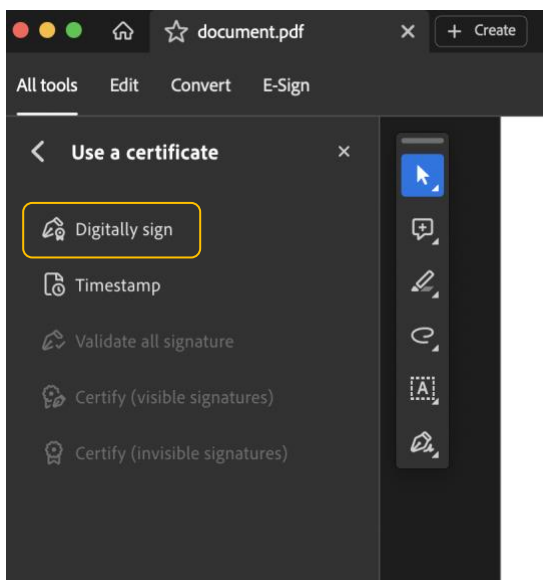 document.pdf
+ Create
All tools Edit Convert E-Sign
Use a certificate
Digitally sign
Timestamp
Validate all signature
Certify (visible signatures)
Certify (invisible signatures)
A